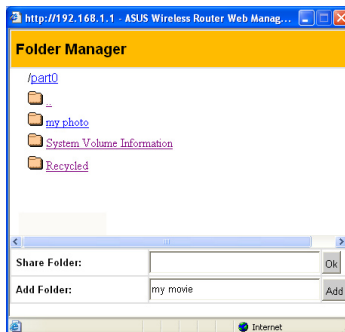 http://192.168.1.1 - ASUS Wireless Router Web Manag...
Folder Manager
/part0
..
my photo
System Volume Information
Recycled
Share Folder: Ok
Add Folder: my movie Add
Internet